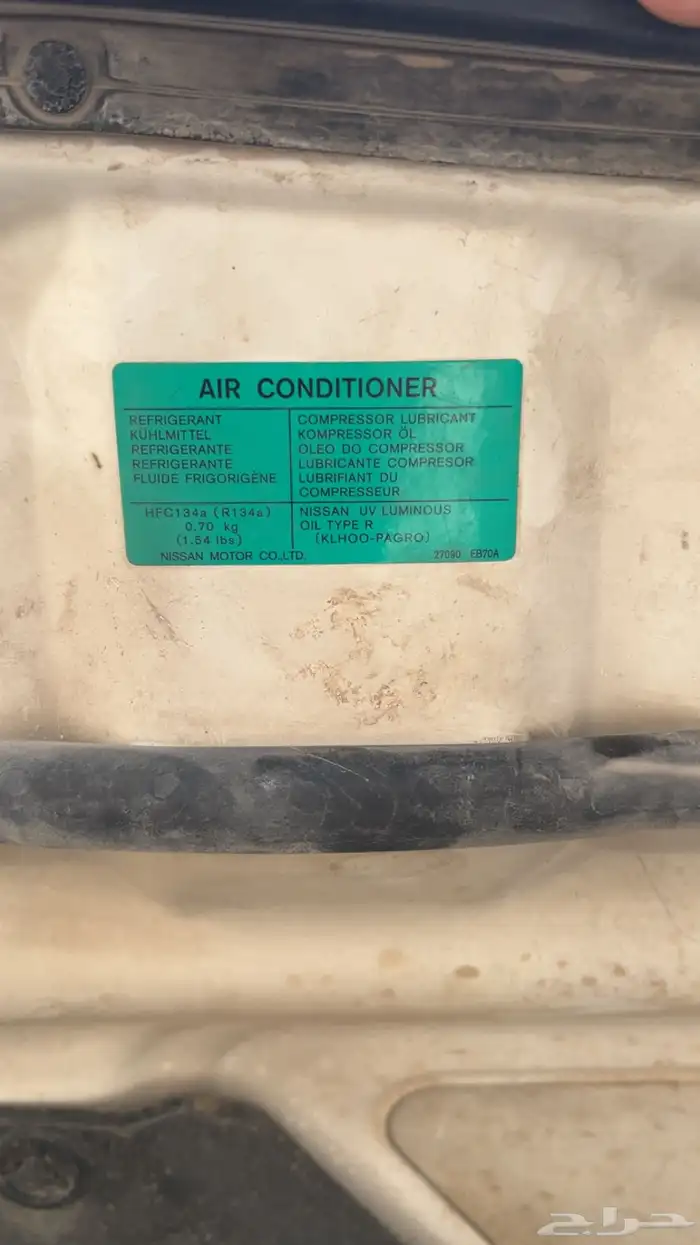 AIR CONDITIONER
REFRIGERANT
KÜHLMITTEL
REFRIGERANTE
REFRIGERANTE
FLUIDE FRIGORIGÈNE
COMPRESSOR LUBRICANT
KOMPRESSOR ÖL
OLEO DO COMPRESSOR
LUBRICANTE COMPRESOR
LUBRIFIANT DU
COMPRESSEUR
HFC134a (R134a)
0.70 kg
(1.54 lbs)
NISSAN UV LUMINOUS
OIL TYPE R
(KLHOO-PAGRO)
NISSAN MOTOR CO.,LTD. 27090 EB70A
حراج